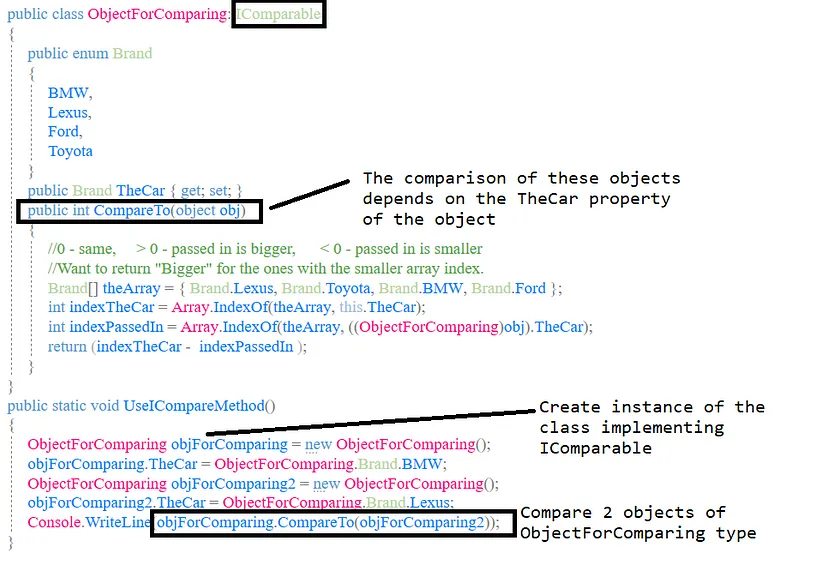 public class ObjectForComparing: IComparable
{
public enum Brand
{
BMW,
Lexus,
Ford,
Toyota
}
public Brand TheCar { get; set; }
public int CompareTo(object obj)
{
//0 - same, > 0 - passed in is bigger, < 0 - passed in is smaller
//Want to return "Bigger" for the ones with the smaller array index.
Brand[] theArray = { Brand.Lexus, Brand.Toyota, Brand.BMW, Brand.Ford };
int indexTheCar = Array.IndexOf(theArray, this.TheCar);
int indexPassedIn = Array.IndexOf(theArray, ((ObjectForComparing)obj).TheCar);
return (indexTheCar - indexPassedIn );
}
}
The comparison of these objects
depends on the TheCar property
of the object
public static void UseICompareMethod()
{
ObjectForComparing objForComparing = new ObjectForComparing();
objForComparing.TheCar = ObjectForComparing.Brand.BMW;
ObjectForComparing objForComparing2 = new ObjectForComparing();
objForComparing2.TheCar = ObjectForComparing.Brand.Lexus;
Console.WriteLine(objForComparing.CompareTo(objForComparing2));
}
Create instance of the
class implementing
IComparable
Compare 2 objects of
ObjectForComparing type